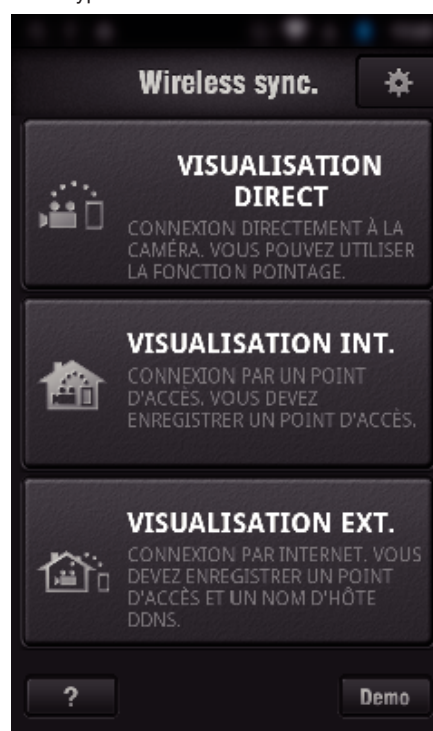 Wireless sync.
VISUALISATION
DIRECT
CONNEXION DIRECTEMENT À LA
CAMÉRA. VOUS POUVEZ UTILISER
LA FONCTION POINTAGE.
VISUALISATION INT.
CONNEXION PAR UN POINT
D'ACCÈS. VOUS DEVEZ
ENREGISTRER UN POINT D'ACCÈS.
VISUALISATION EXT.
CONNEXION PAR INTERNET. VOUS
DEVEZ ENREGISTRER UN POINT
D'ACCÈS ET UN NOM D'HÔTE
DDNS.
?
Demo